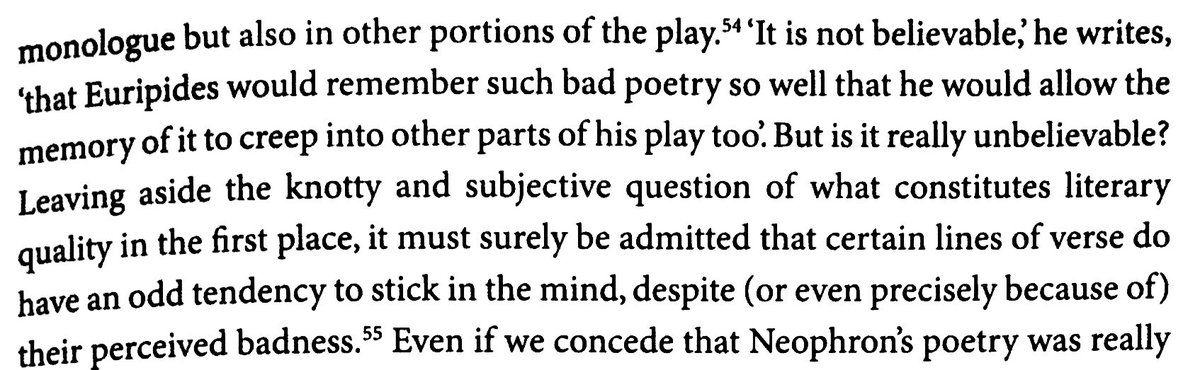 monologue but also in other portions of the play.⁵⁴ ‘It is not believable,’ he writes,
‘that Euripides would remember such bad poetry so well that he would allow the
memory of it to creep into other parts of his play too’. But is it really unbelievable?
Leaving aside the knotty and subjective question of what constitutes literary
quality in the first place, it must surely be admitted that certain lines of verse do
have an odd tendency to stick in the mind, despite (or even precisely because of)
their perceived badness.⁵⁵ Even if we concede that Neophron’s poetry was really